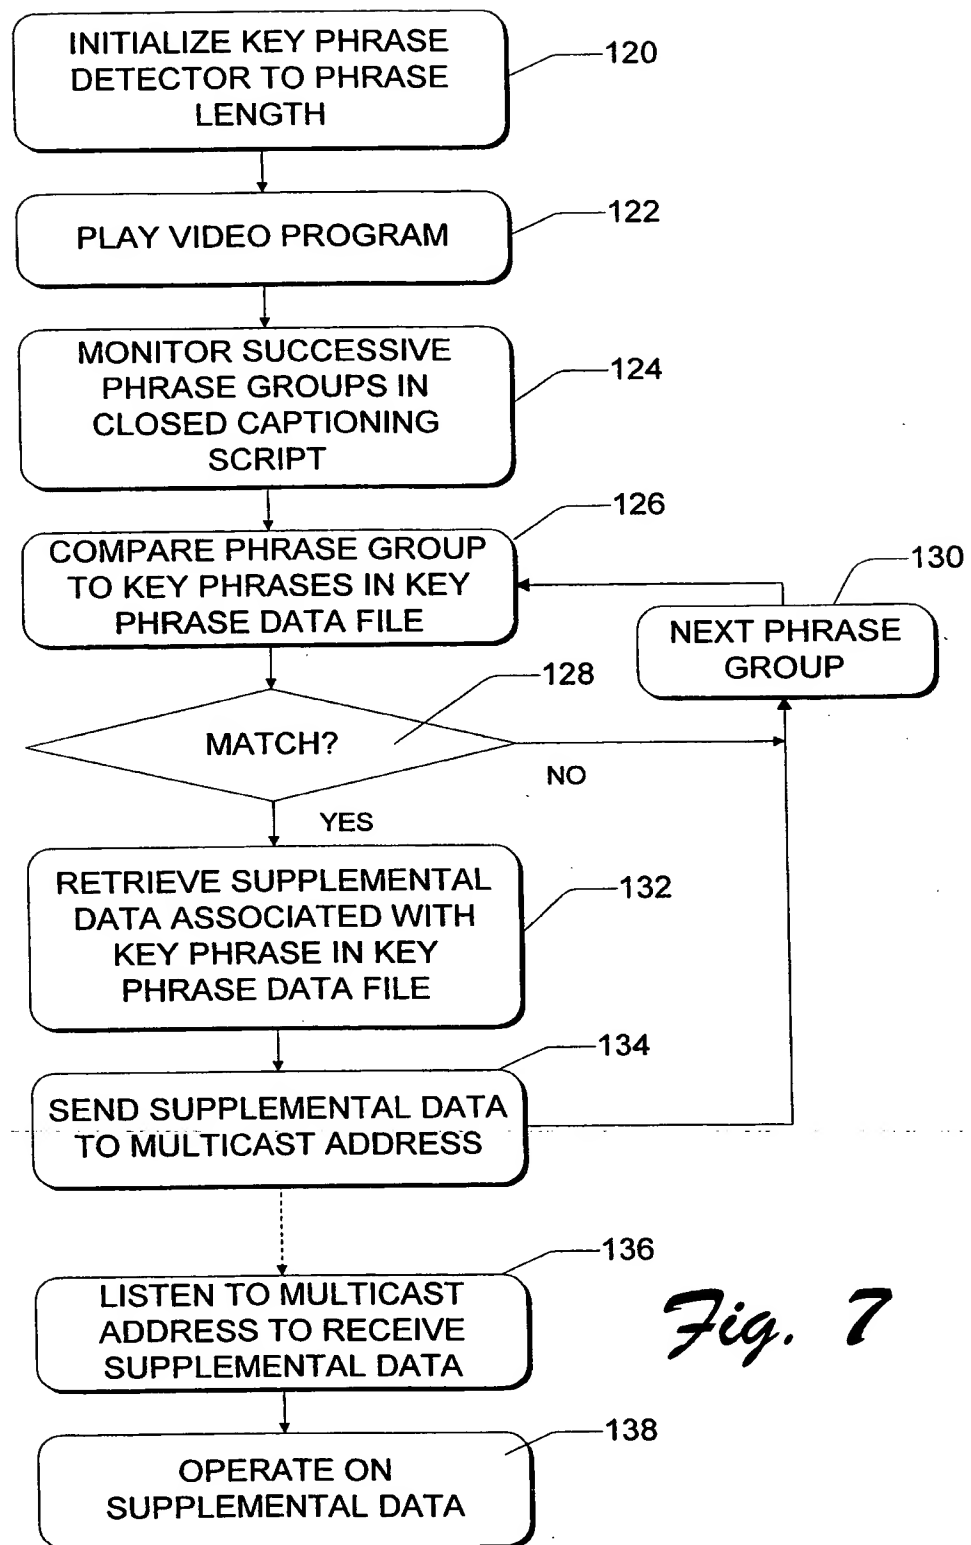 INITIALIZE KEY PHRASE
DETECTOR TO PHRASE
LENGTH
120
PLAY VIDEO PROGRAM
122
MONITOR SUCCESSIVE
PHRASE GROUPS IN
CLOSED CAPTIONING
SCRIPT
124
126
COMPARE PHRASE GROUP
TO KEY PHRASES IN KEY
PHRASE DATA FILE
130
NEXT PHRASE
GROUP
128
MATCH?
NO
YES
RETRIEVE SUPPLEMENTAL
DATA ASSOCIATED WITH
KEY PHRASE IN KEY
PHRASE DATA FILE
132
134
SEND SUPPLEMENTAL DATA
TO MULTICAST ADDRESS
136
LISTEN TO MULTICAST
ADDRESS TO RECEIVE
SUPPLEMENTAL DATA
Fig. 7
138
OPERATE ON
SUPPLEMENTAL DATA